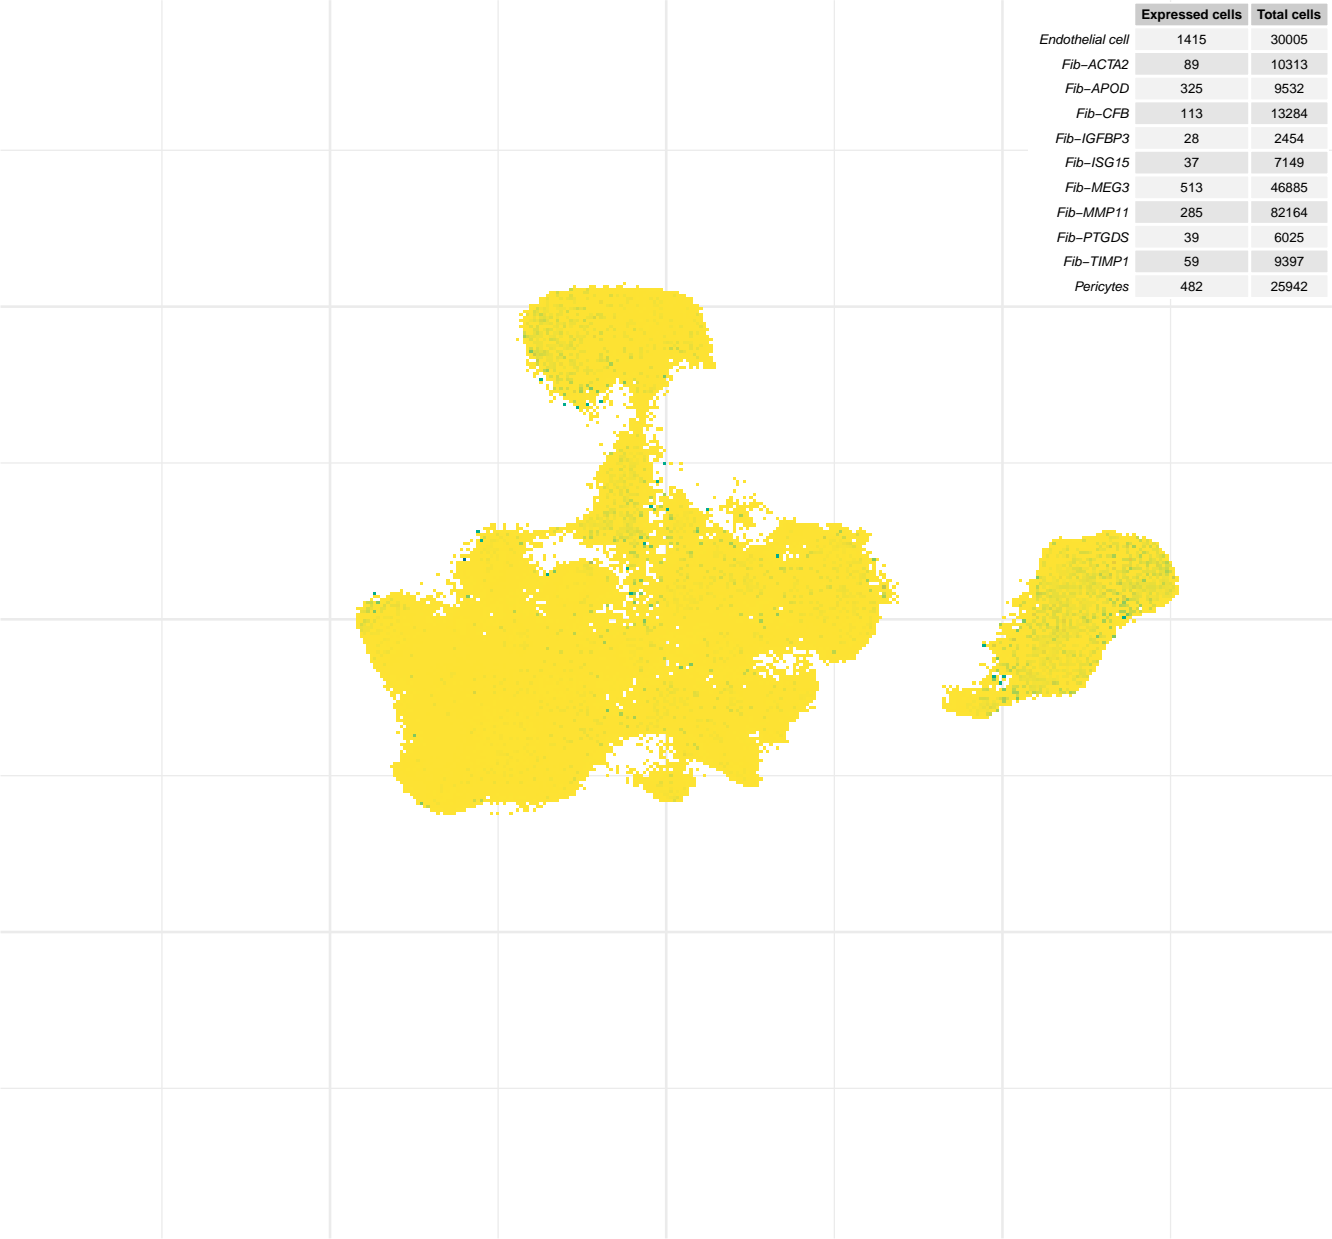 Expressed cells Total cells
Endothelial cell 1415 30005
Fib−ACTA2 89 10313
Fib−APOD 325 9532
Fib−CFB 113 13284
Fib−IGFBP3 28 2454
Fib−ISG15 37 7149
Fib−MEG3 513 46885
Fib−MMP11 285 82164
Fib−PTGDS 39 6025
Fib−TIMP1 59 9397
Pericytes 482 25942